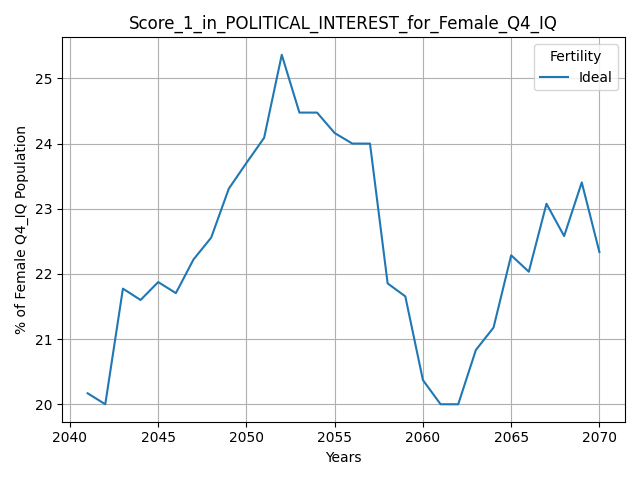 Score_1_in_POLITICAL_INTEREST_for_Female_Q4_IQ
Fertility
Ideal
% of Female Q4_IQ Population
25
24
23
22
21
20
2040 2045 2050 2055 2060 2065 2070
Years